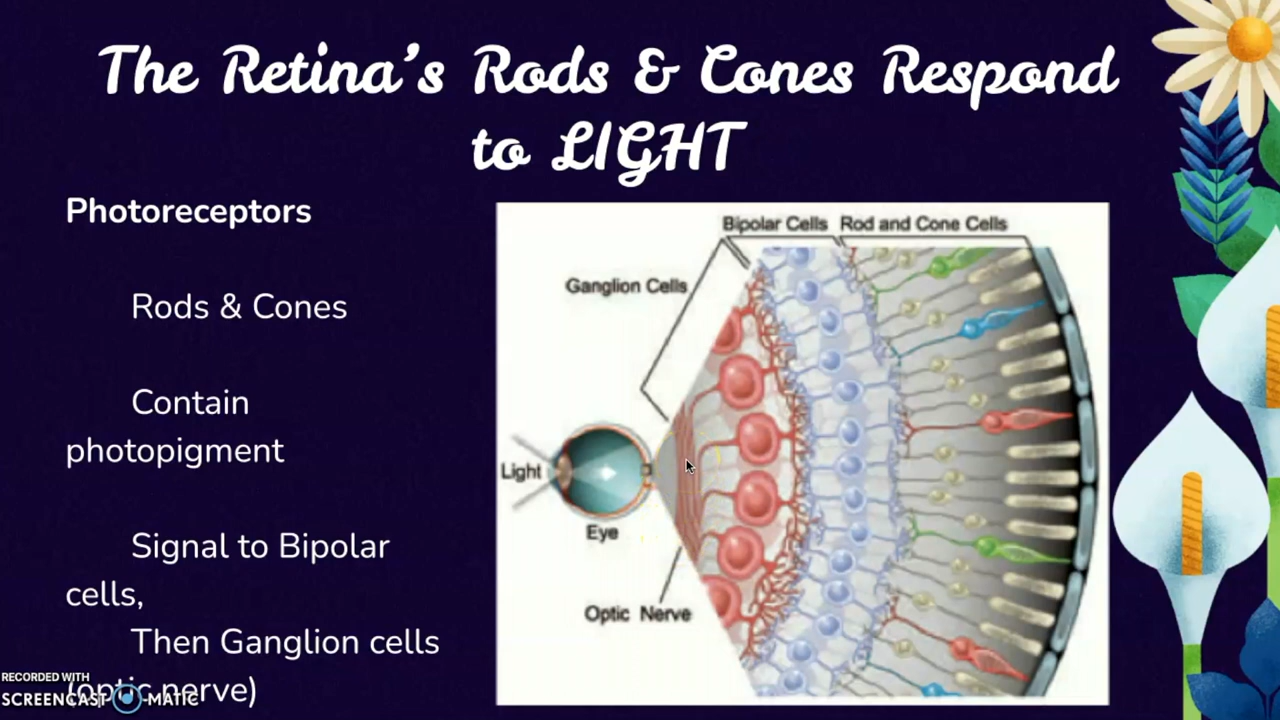 The Retina's Rods & Cones Respond
to LIGHT
Photoreceptors
Rods & Cones
Contain
photopigment
Signal to Bipolar
cells,
Then Ganglion cells
(optic nerve)
Bipolar Cells
Rod and Cone Cells
Ganglion Cells
Light
Eye
Optic Nerve
RECORDED WITH
SCREENCAST-O-MATIC